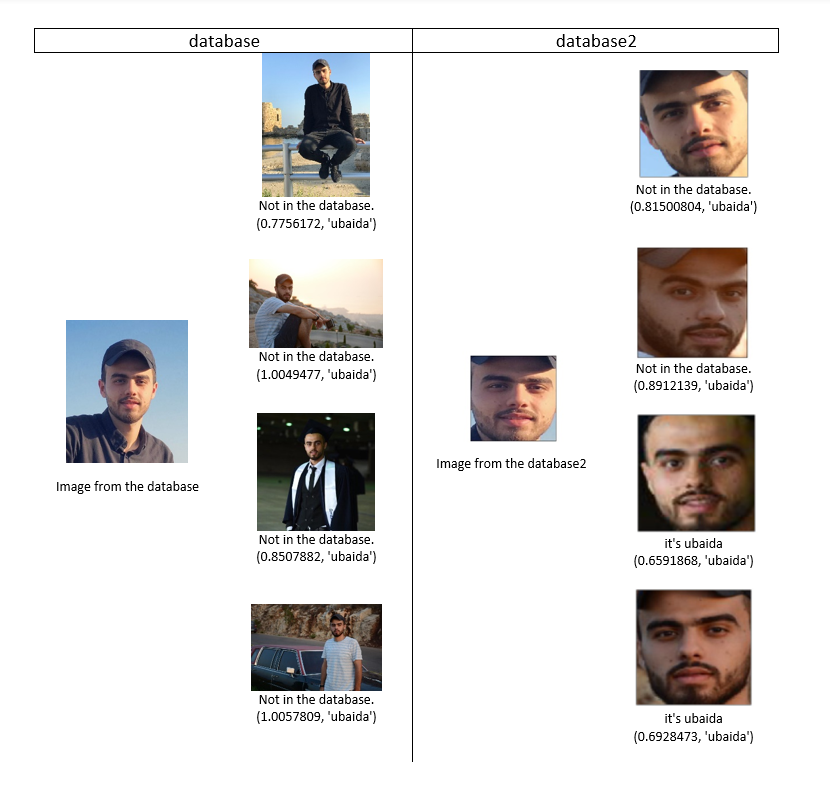 database
Not in the database.
(0.7756172, 'ubaida')
Not in the database.
(1.0049477, 'ubaida')
Image from the database
Not in the database.
(0.8507882, 'ubaida')
Not in the database.
(1.0057809, 'ubaida')
database2
Not in the database.
(0.81500804, 'ubaida')
Not in the database.
(0.8912139, 'ubaida')
Image from the database2
it's ubaida
(0.6591868, 'ubaida')
it's ubaida
(0.6928473, 'ubaida')